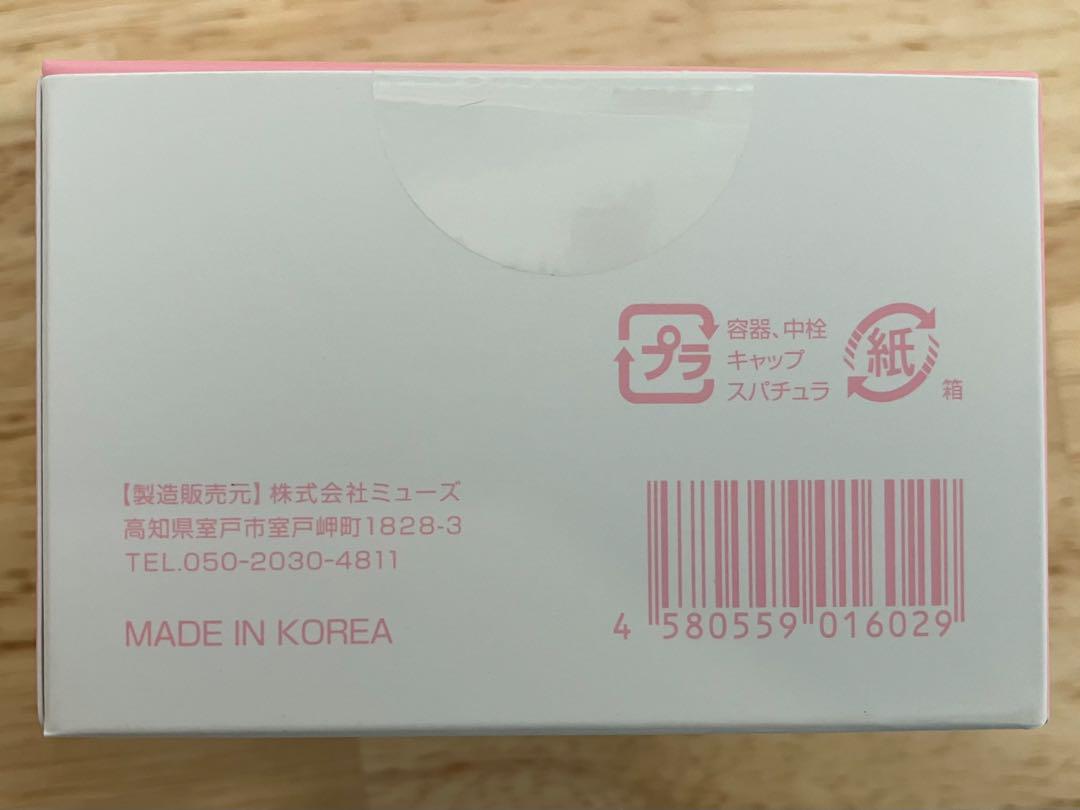 プラ
容器、中栓
キャップ
スパチュラ
紙
箱
【製造販売元】株式会社ミューズ
高知県室戸市室戸岬町1828-3
TEL.050-2030-4811
MADE IN KOREA
4 580559 016029